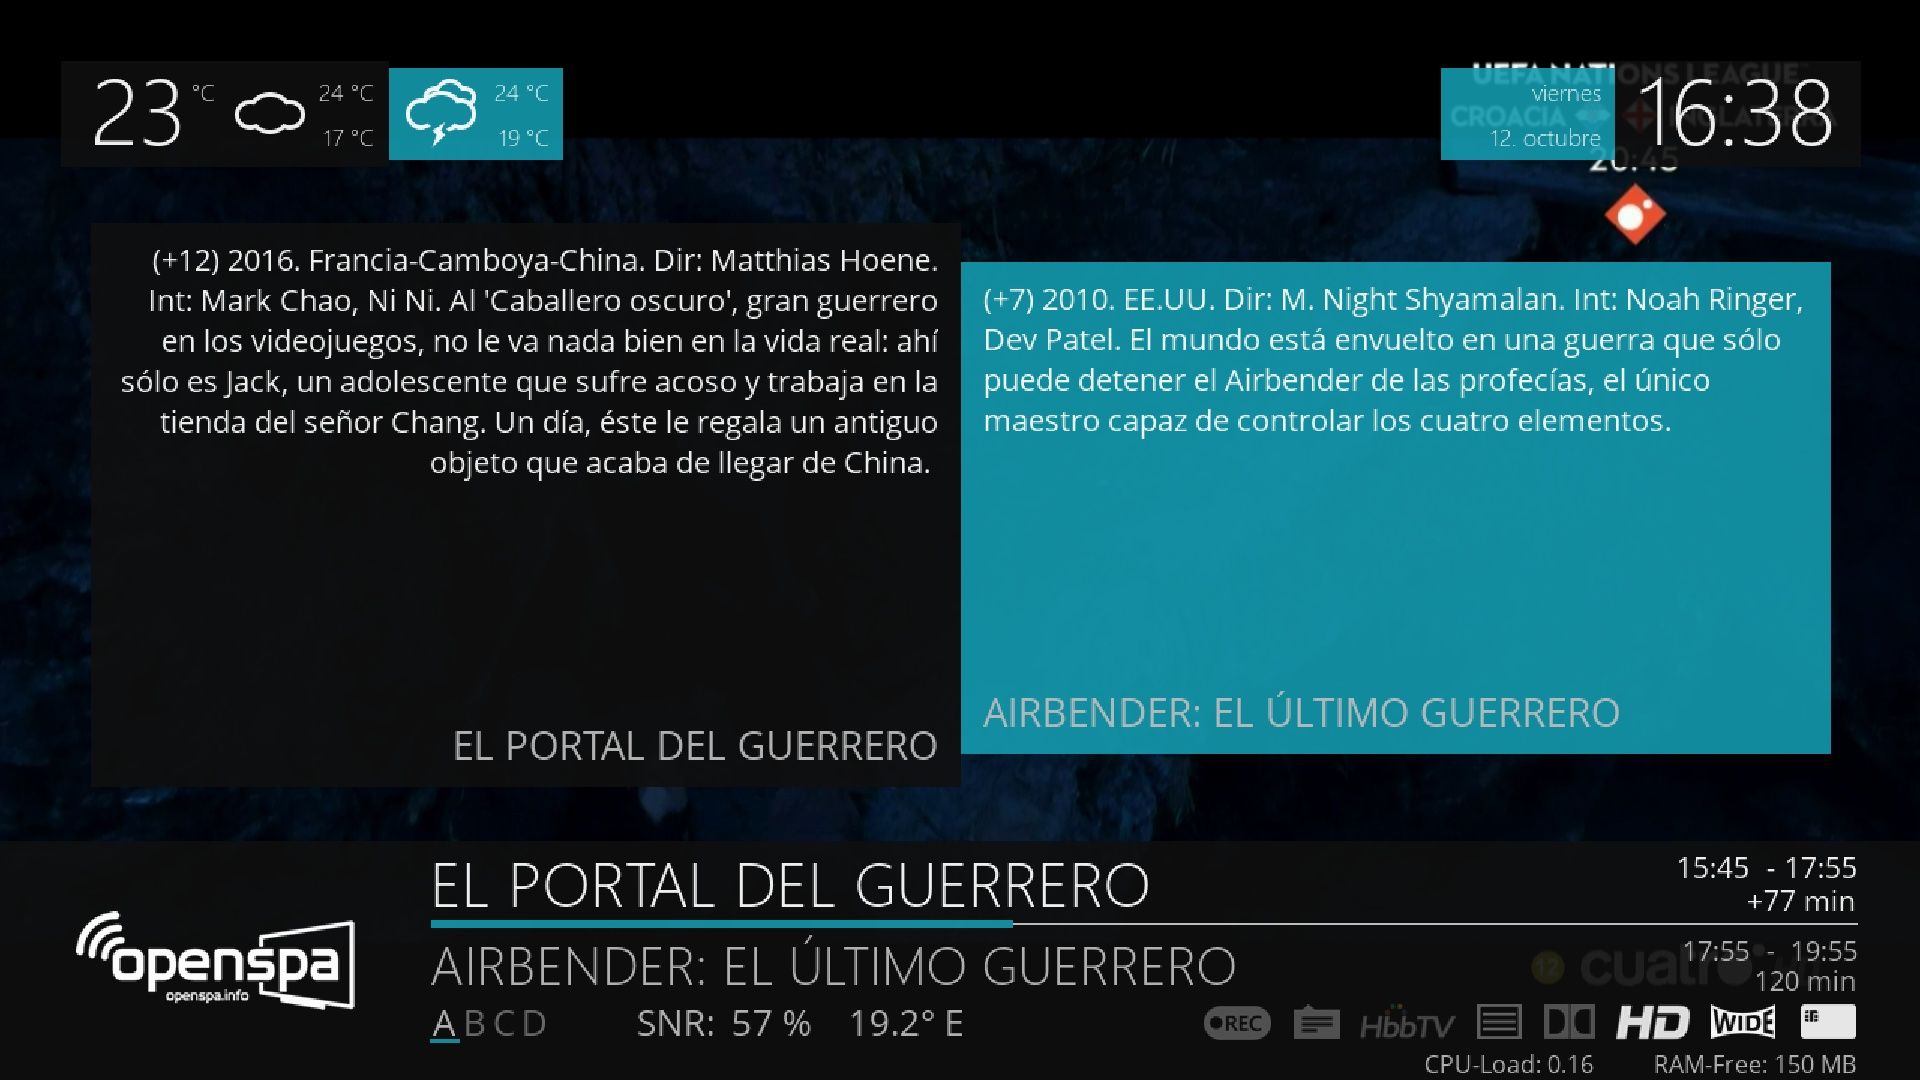 23 °C
24 °C
17 °C
24 °C
19 °C
UEFA NATIONS LEAGUE
CROACIA INGLATERRA
20:45
viernes
12. octubre
16:38
(+12) 2016. Francia-Camboya-China. Dir: Matthias Hoene.
Int: Mark Chao, Ni Ni. Al 'Caballero oscuro', gran guerrero
en los videojuegos, no le va nada bien en la vida real: ahí
sólo es Jack, un adolescente que sufre acoso y trabaja en la
tienda del señor Chang. Un día, éste le regala un antiguo
objeto que acaba de llegar de China.
EL PORTAL DEL GUERRERO
(+7) 2010. EE.UU. Dir: M. Night Shyamalan. Int: Noah Ringer,
Dev Patel. El mundo está envuelto en una guerra que sólo
puede detener el Airbender de las profecías, el único
maestro capaz de controlar los cuatro elementos.
AIRBENDER: EL ÚLTIMO GUERRERO
openspa
openspa.info
EL PORTAL DEL GUERRERO
15:45 - 17:55
+77 min
AIRBENDER: EL ÚLTIMO GUERRERO
17:55 - 19:55
120 min
12 cuatro
A B C D
SNR: 57 %
19.2° E
REC
HbbTV
HD
WIDE
CPU-Load: 0.16
RAM-Free: 150 MB